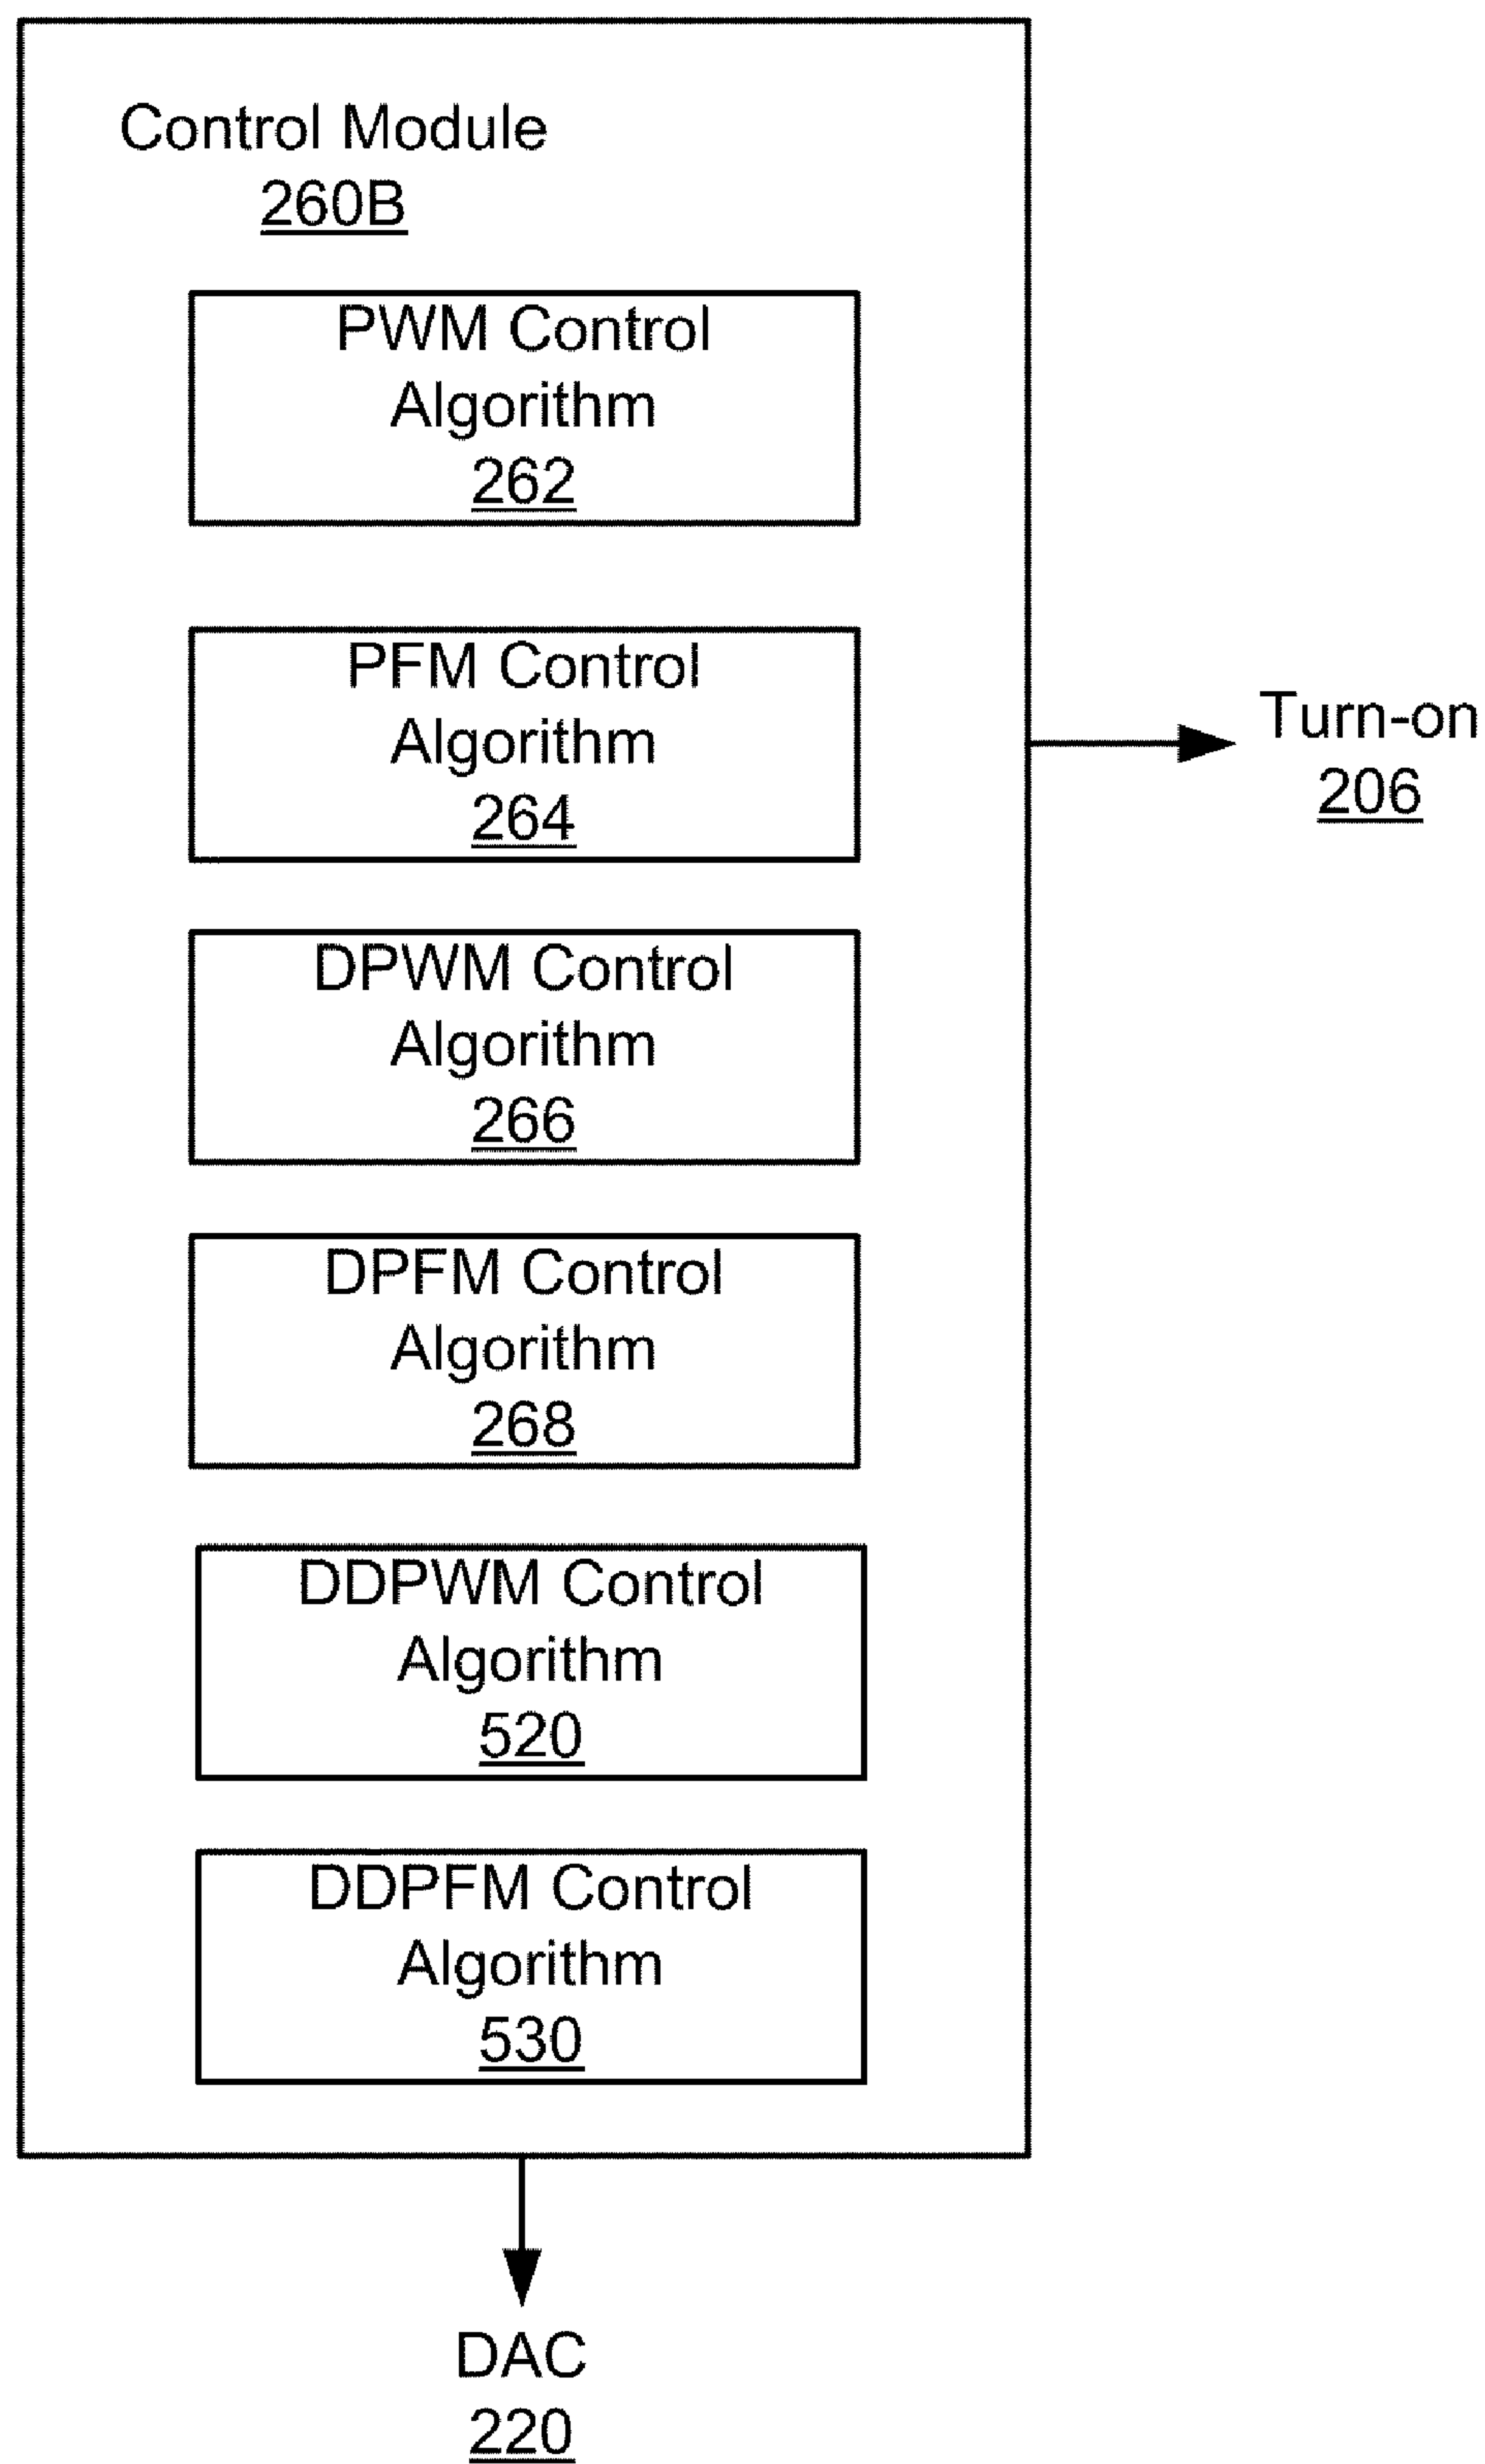 Control Module
260B
PWM Control
Algorithm
262
PFM Control
Algorithm
264
Turn-on
206
DPWM Control
Algorithm
266
DPFM Control
Algorithm
268
DDPWM Control
Algorithm
520
DDPFM Control
Algorithm
530
DAC
220